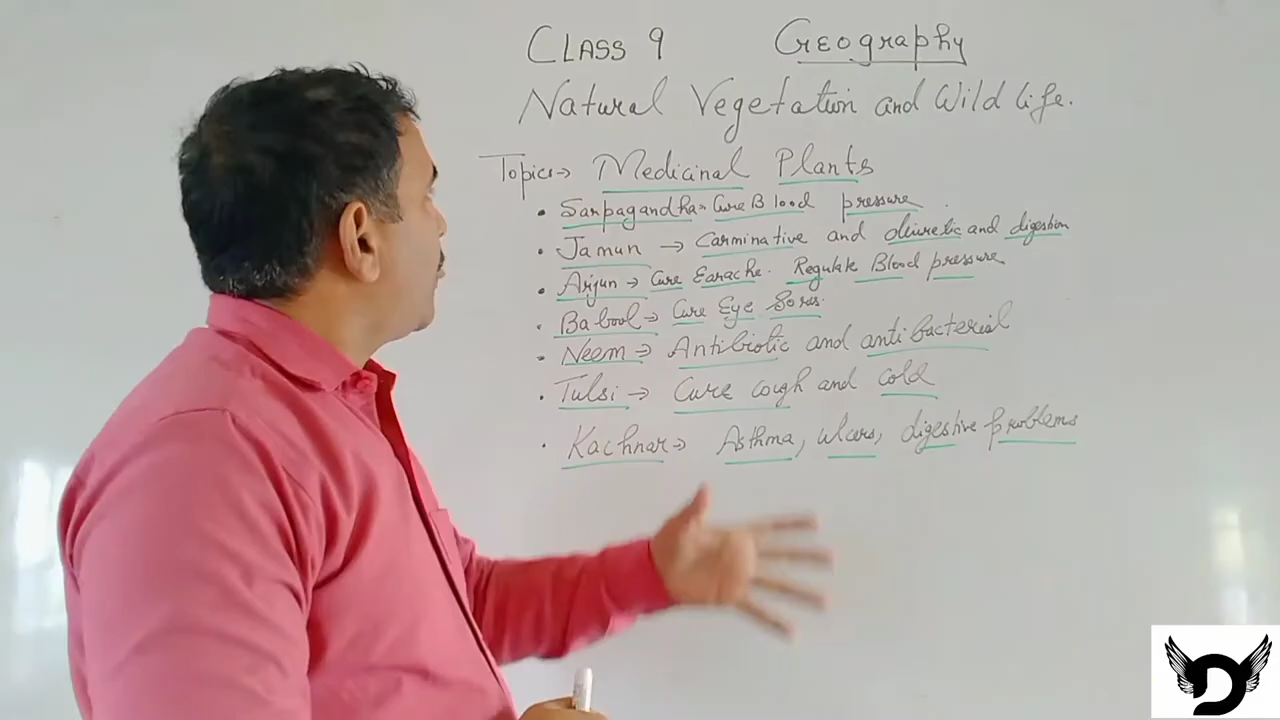 CLASS 9 Geography
Natural Vegetation and Wild life.
Topic → Medicinal Plants
• Sarpagandha = Cure Blood pressure
• Jamun → Carminative and diuretic and digestion
• Arjun → Cure Earache. Regulate Blood pressure
• Babool → Cure Eye Sores.
• Neem → Antibiotic and antibacterial
• Tulsi → Cure cough and cold
• Kachnar → Asthma, ulcers, digestive problems
D